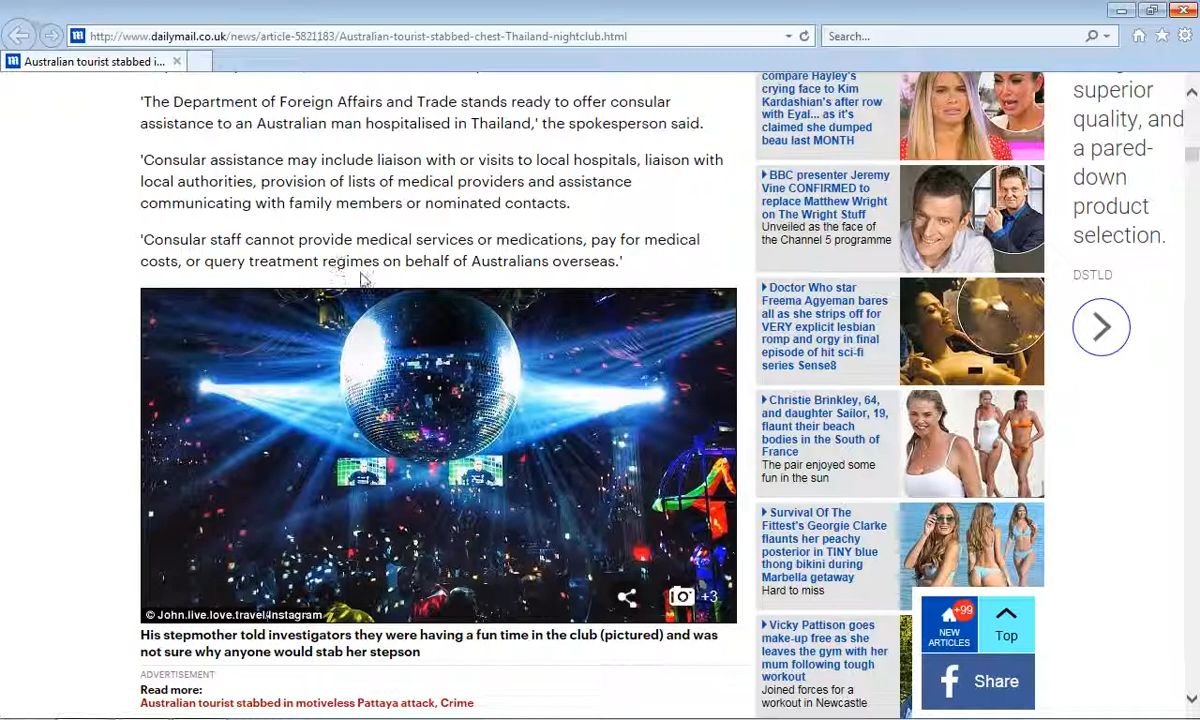 http://www.dailymail.co.uk/news/article-5821183/Australian-tourist-stabbed-chest-Thailand-nightclub.html
Search...
Australian tourist stabbed i...
'The Department of Foreign Affairs and Trade stands ready to offer consular
assistance to an Australian man hospitalised in Thailand,' the spokesperson said.
'Consular assistance may include liaison with or visits to local hospitals, liaison with
local authorities, provision of lists of medical providers and assistance
communicating with family members or nominated contacts.
'Consular staff cannot provide medical services or medications, pay for medical
costs, or query treatment regimes on behalf of Australians overseas.'
© John.live.love.travel/Instagram
+3
His stepmother told investigators they were having a fun time in the club (pictured) and was
not sure why anyone would stab her stepson
ADVERTISEMENT
Read more:
Australian tourist stabbed in motiveless Pattaya attack, Crime
compare Hayley's
crying face to Kim
Kardashian's after row
with Eyal... as it's
claimed she dumped
beau last MONTH
BBC presenter Jeremy
Vine CONFIRMED to
replace Matthew Wright
on The Wright Stuff
Unveiled as the face of
the Channel 5 programme
Doctor Who star
Freema Agyeman bares
all as she strips off for
VERY explicit lesbian
romp and orgy in final
episode of hit sci-fi
series Sense8
Christie Brinkley, 64,
and daughter Sailor, 19,
flaunt their beach
bodies in the South of
France
The pair enjoyed some
fun in the sun
Survival Of The
Fittest's Georgie Clarke
flaunts her peachy
posterior in TINY blue
thong bikini during
Marbella getaway
Hard to miss
Vicky Pattison goes
make-up free as she
leaves the gym with her
mum following tough
workout
Joined forces for a
workout in Newcastle
superior
quality, and
a pared-
down
product
selection.
DSTLD
+99
NEW
ARTICLES
Top
Share